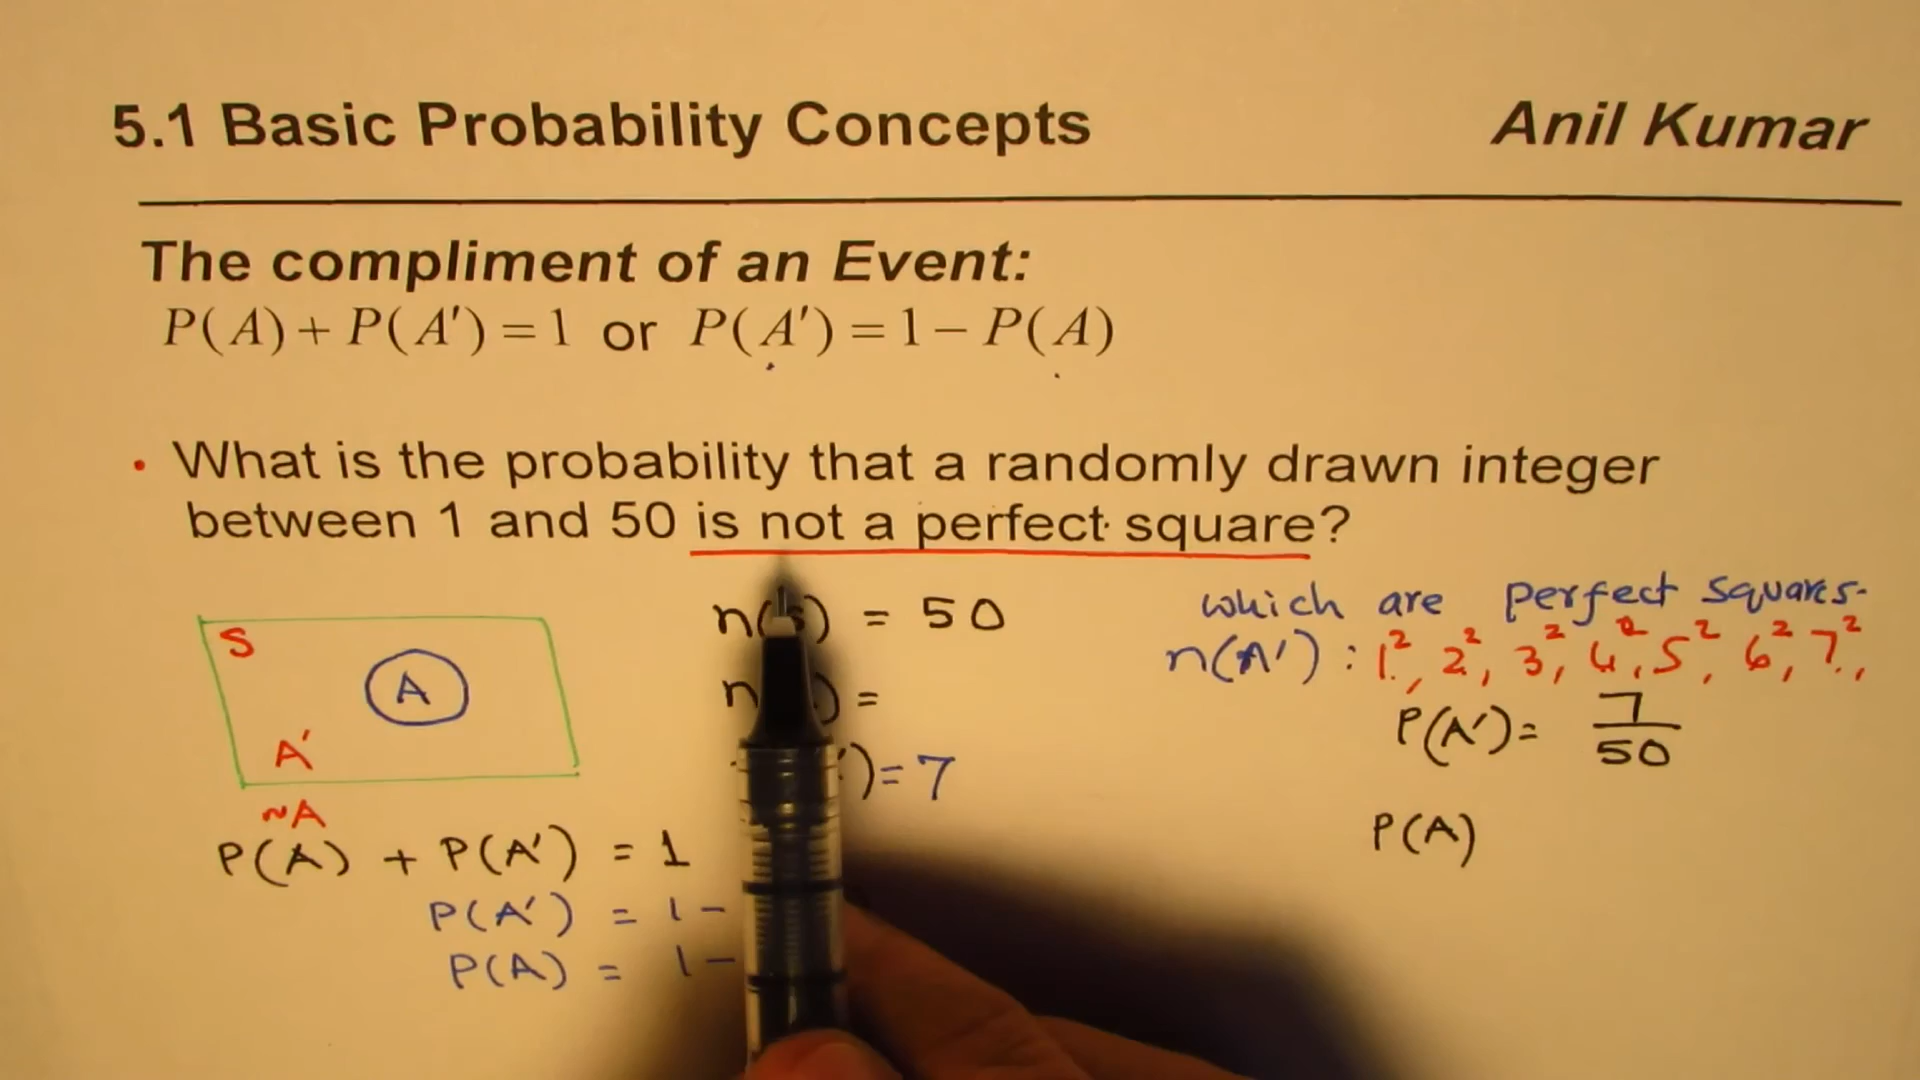 5.1 Basic Probability Concepts Anil Kumar
The compliment of an Event:
P(A) + P(A') = 1 or P(A') = 1 − P(A)
• What is the probability that a randomly drawn integer
between 1 and 50 is not a perfect square?
which are perfect squares.
n(A') : 1², 2², 3², 4², 5², 6², 7²,
P(A') = 7/50
P(A)
S
A
A'
~A
n(S) = 50
n( ) =
') = 7
P(A) + P(A') = 1
P(A') = 1 −
P(A) = 1 −